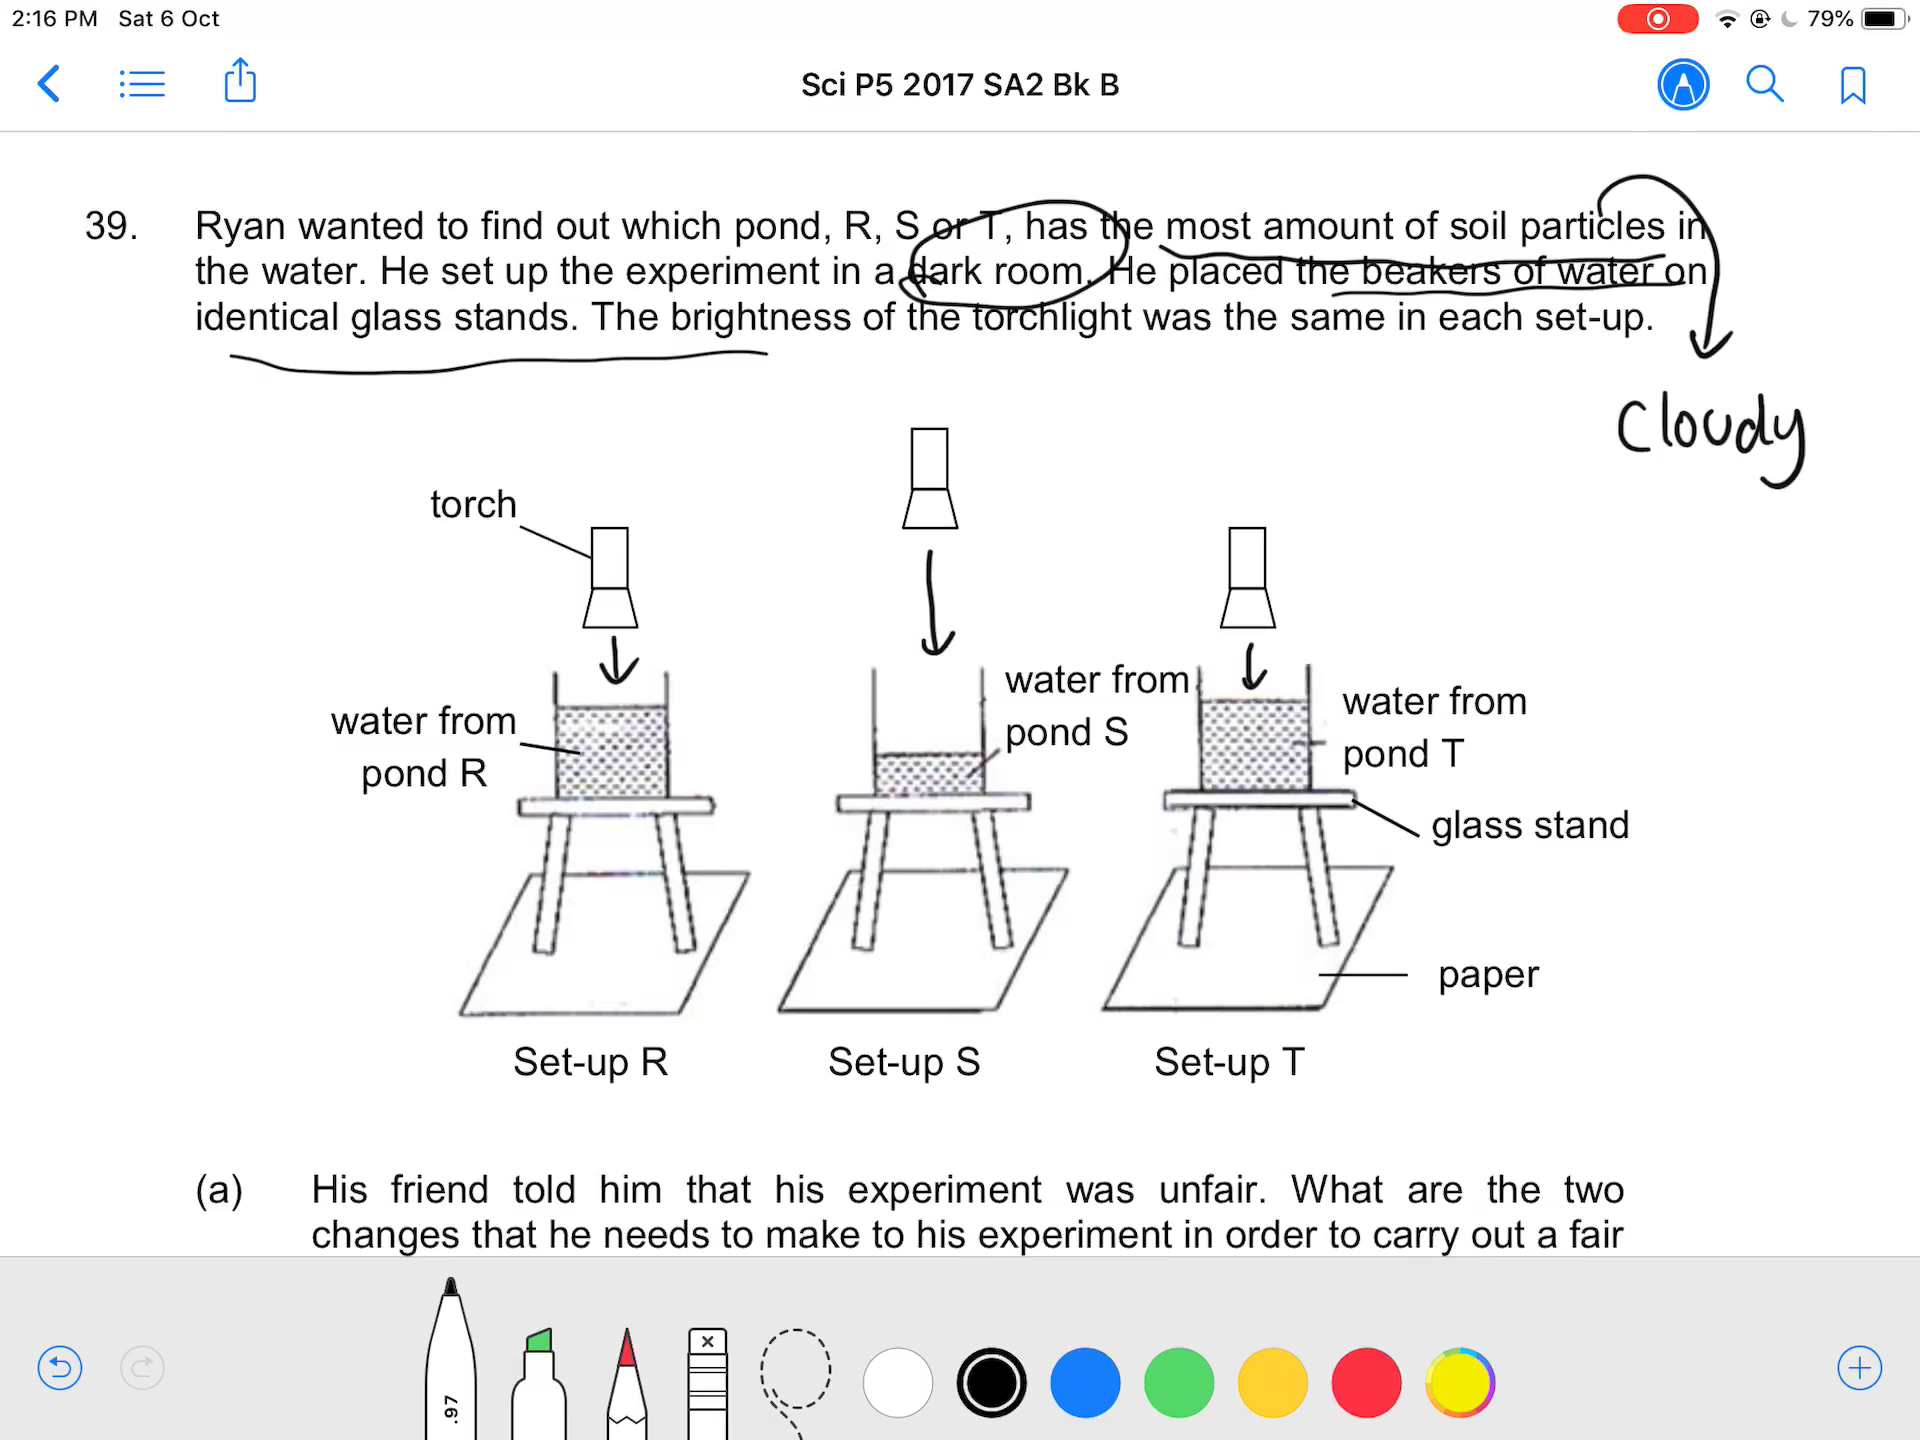 2:16 PM Sat 6 Oct
79%
Sci P5 2017 SA2 Bk B
39. Ryan wanted to find out which pond, R, S or T, has the most amount of soil particles in
the water. He set up the experiment in a dark room. He placed the beakers of water on
identical glass stands. The brightness of the torchlight was the same in each set-up.
cloudy
torch
water from
pond R
water from
pond S
water from
pond T
glass stand
paper
Set-up R
Set-up S
Set-up T
(a) His friend told him that his experiment was unfair. What are the two
changes that he needs to make to his experiment in order to carry out a fair
.97